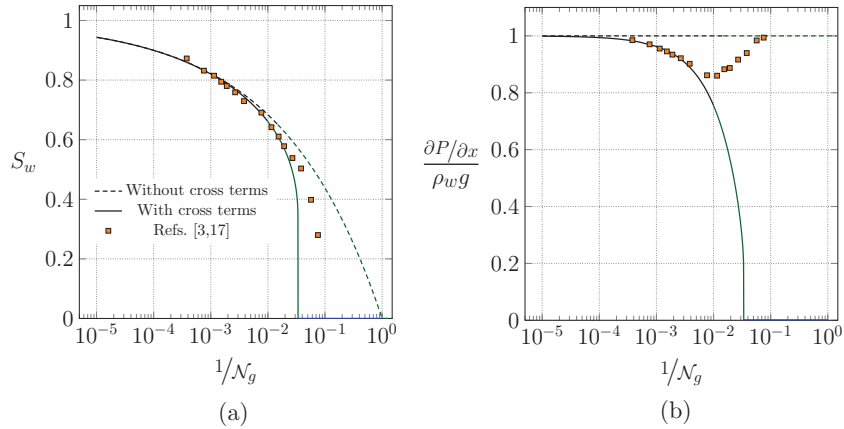 1
0.8
0.6
0.4
0.2
0
S_w
Without cross terms
With cross terms
Refs. [3,17]
10^−5
10^−4
10^−3
10^−2
10^−1
10^0
1/𝒩_g
(a)
1
0.8
0.6
0.4
0.2
0
∂P/∂x
ρ_w g
10^−5
10^−4
10^−3
10^−2
10^−1
10^0
1/𝒩_g
(b)